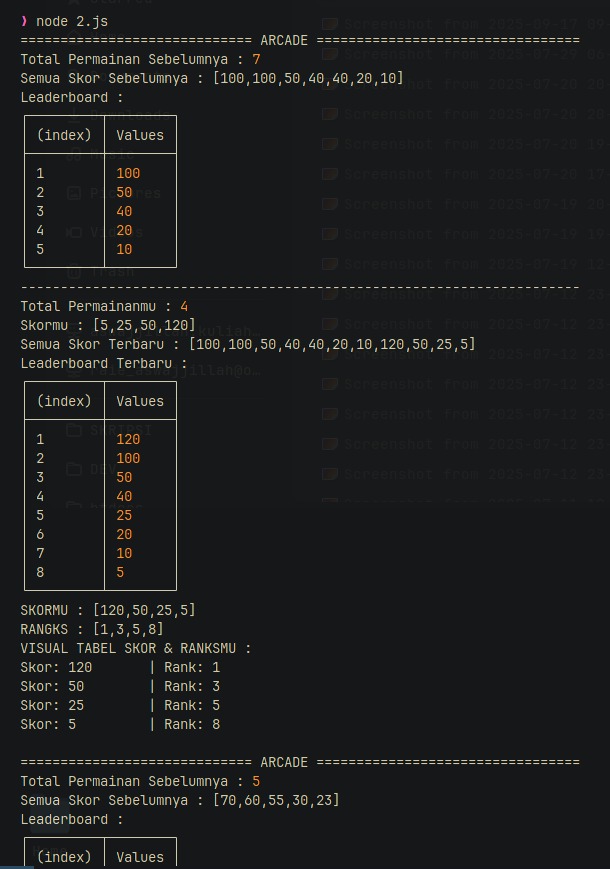 ❯ node 2.js
============================= ARCADE =================================
Total Permainan Sebelumnya : 7
Semua Skor Sebelumnya : [100,100,50,40,40,20,10]
Leaderboard :
(index) Values
1 100
2 50
3 40
4 20
5 10
----------------------------------------------------------------------
Total Permainanmu : 4
Skormu : [5,25,50,120]
Semua Skor Terbaru : [100,100,50,40,40,20,10,120,50,25,5]
Leaderboard Terbaru :
(index) Values
1 120
2 100
3 50
4 40
5 25
6 20
7 10
8 5
SKORMU : [120,50,25,5]
RANGKS : [1,3,5,8]
VISUAL TABEL SKOR & RANKSMU :
Skor: 120 | Rank: 1
Skor: 50 | Rank: 3
Skor: 25 | Rank: 5
Skor: 5 | Rank: 8
============================= ARCADE =================================
Total Permainan Sebelumnya : 5
Semua Skor Sebelumnya : [70,60,55,30,23]
Leaderboard :
(index) Values